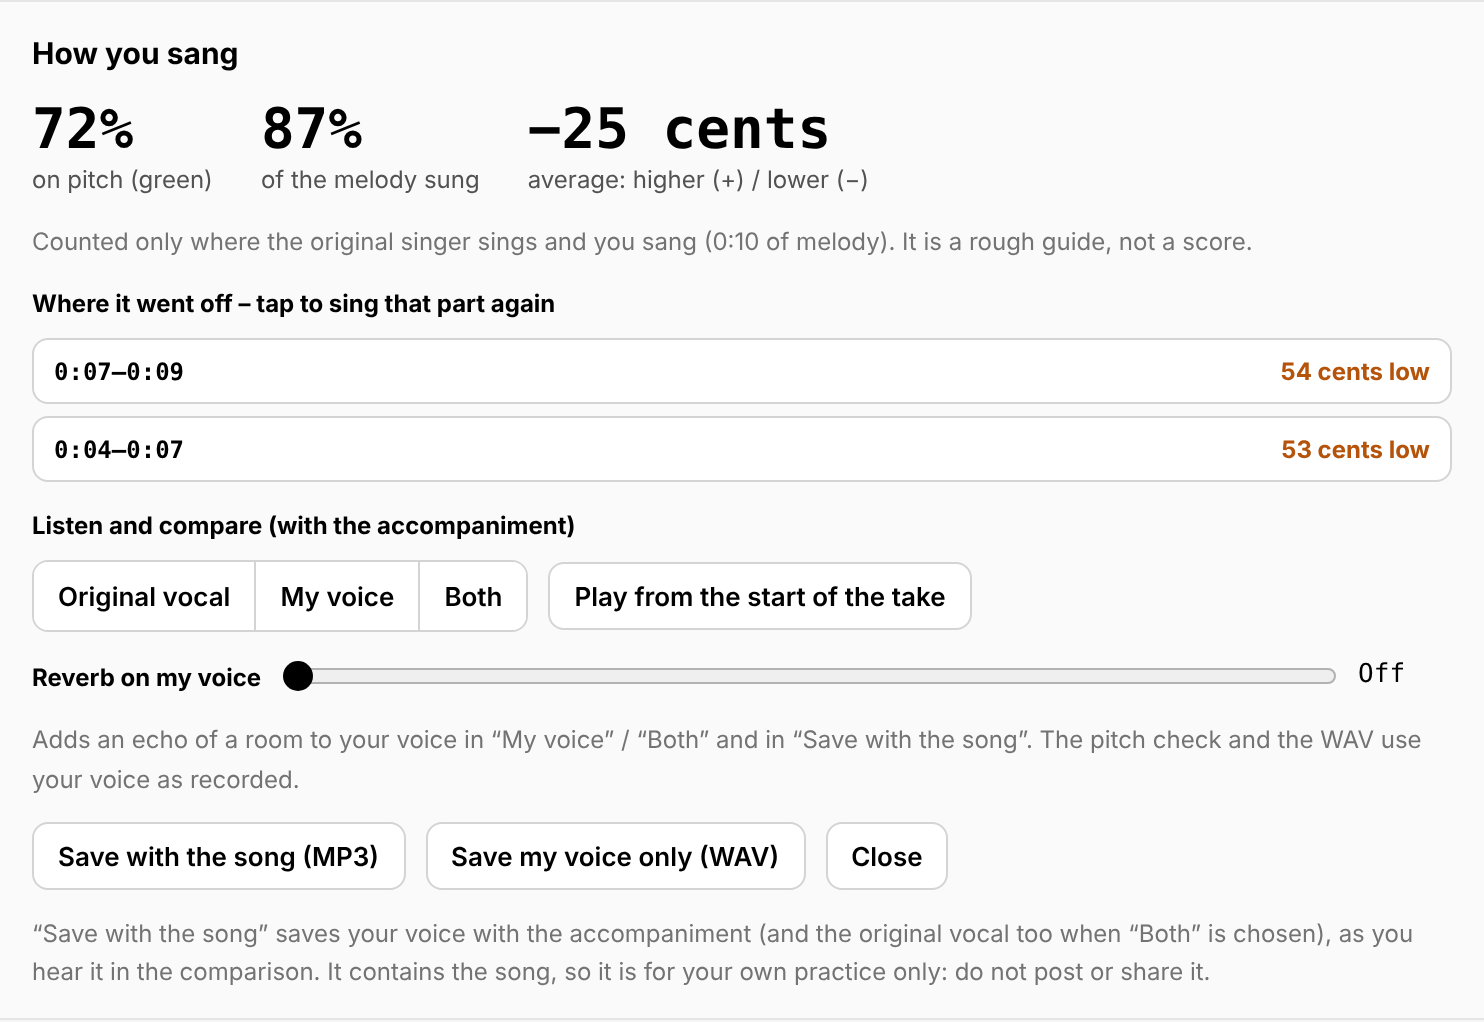 How you sang
72% 87% −25 cents
on pitch (green) of the melody sung average: higher (+) / lower (−)
Counted only where the original singer sings and you sang (0:10 of melody). It is a rough guide, not a score.
Where it went off – tap to sing that part again
0:07–0:09 54 cents low
0:04–0:07 53 cents low
Listen and compare (with the accompaniment)
Original vocal My voice Both Play from the start of the take
Reverb on my voice Off
Adds an echo of a room to your voice in “My voice” / “Both” and in “Save with the song”. The pitch check and the WAV use
your voice as recorded.
Save with the song (MP3) Save my voice only (WAV) Close
“Save with the song” saves your voice with the accompaniment (and the original vocal too when “Both” is chosen), as you
hear it in the comparison. It contains the song, so it is for your own practice only: do not post or share it.